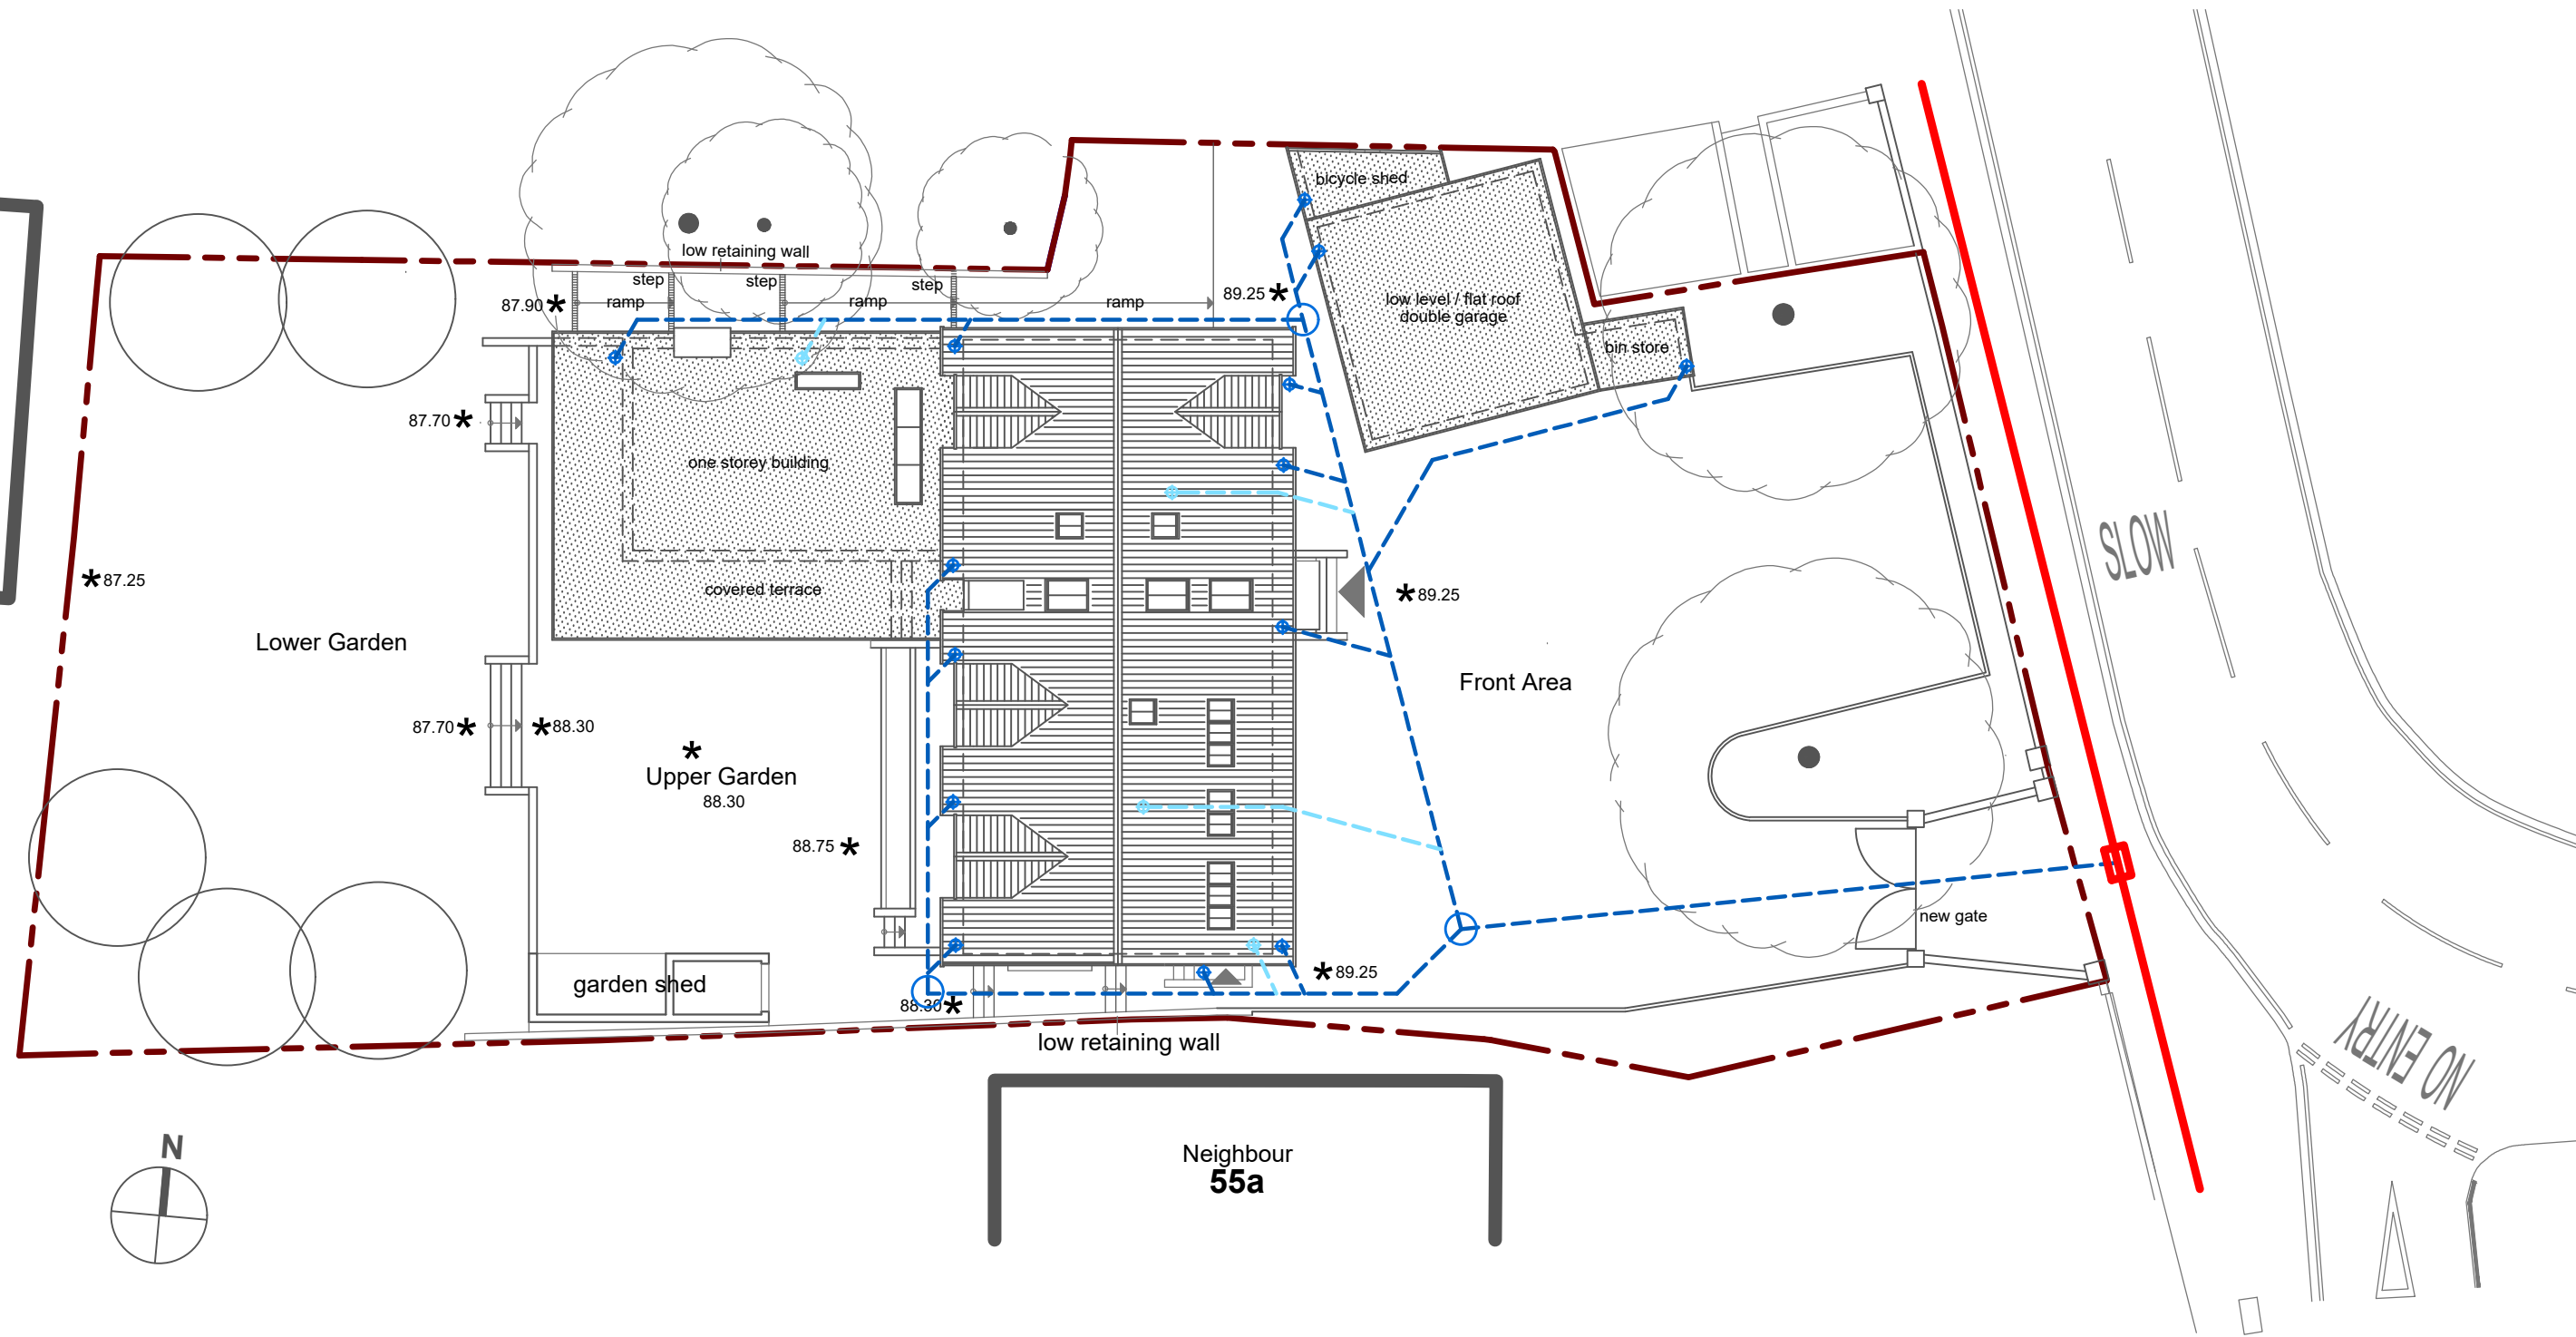 bicycle shed
low retaining wall
step
step
step
87.90 *
ramp
ramp
ramp
89.25 *
low level / flat roof
double garage
bin store
87.70 *
one storey building
SLOW
* 87.25
covered terrace
* 89.25
Lower Garden
Front Area
87.70 *
* 88.30
*
Upper Garden
88.30
88.75 *
new gate
garden shed
* 89.25
88.30 *
low retaining wall
NO ENTRY
N
Neighbour
55a